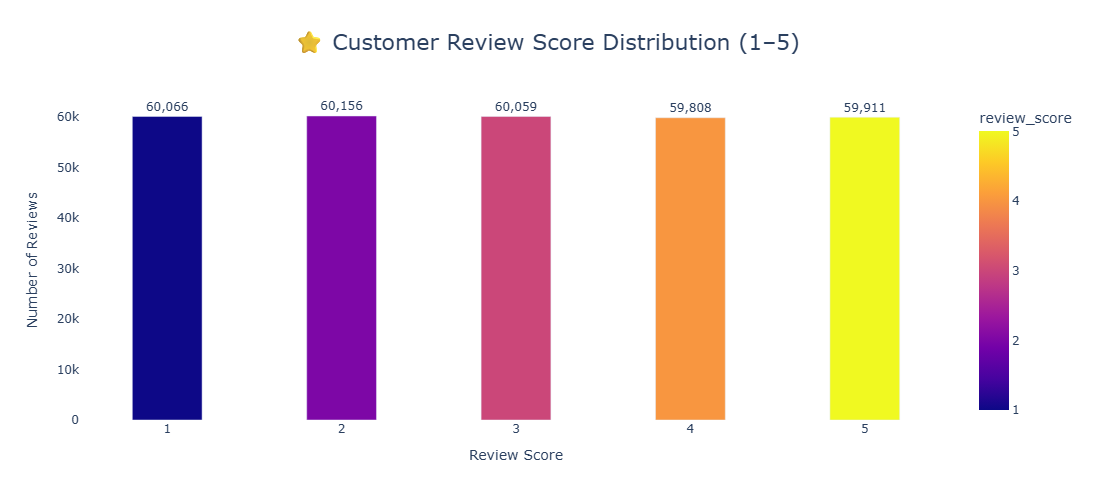 ⭐ Customer Review Score Distribution (1–5)
60,066 60,156 60,059 59,808 59,911
review_score
60k
50k
40k
30k
20k
10k
0
Number of Reviews
1 2 3 4 5
Review Score
5
4
3
2
1